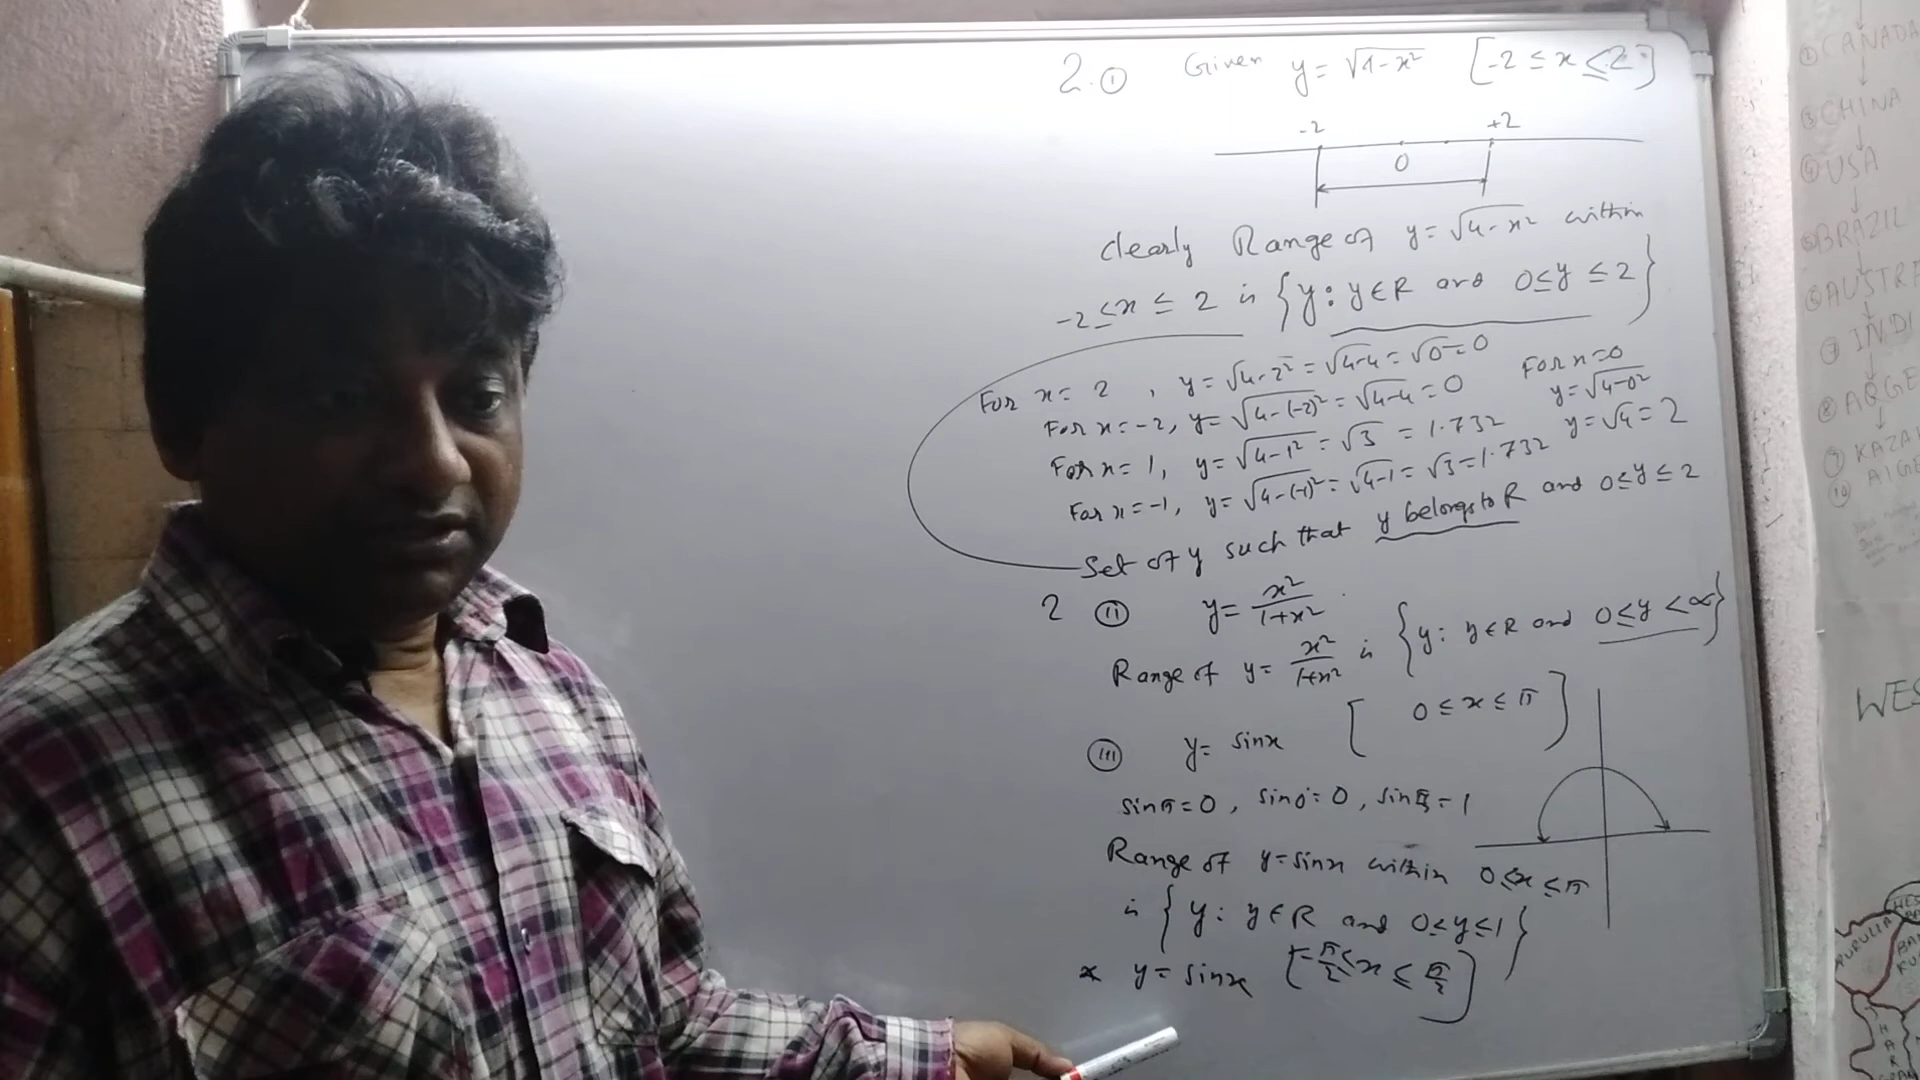 2. ① Given y = √4-x² [-2 ≤ x ≤ 2]
-2 +2
0
Clearly Range of y = √4-x² within
-2 ≤ x ≤ 2 is {y : y ∈ R and 0 ≤ y ≤ 2}
For x = 2, y = √4-2² = √4-4 = √0 = 0
For x = -2, y = √4-(-2)² = √4-4 = 0
For x = 1, y = √4-1² = √3 = 1.732
For x = -1, y = √4-(-1)² = √4-1 = √3 = 1.732
For x = 0
y = √4-0²
y = √4 = 2
Set of y such that y belongs to R and 0 ≤ y ≤ 2
2 ⓘⓘ y = x²/1+x²
Range of y = x²/1+x² is {y : y ∈ R and 0 ≤ y < ∞}
ⓘⓘⓘ y = sinx [0 ≤ x ≤ π]
sinπ = 0, sin0° = 0, sinπ/2 = 1
Range of y = sinx within 0 ≤ x ≤ π
is {y : y ∈ R and 0 ≤ y ≤ 1}
* y = sinx [-π/2 ≤ x ≤ π/2]
CANADA
③ CHINA
④ USA
⑤ BRAZIL
⑥ AUSTRA
⑦ INDI
⑧ ARGE
⑨ KAZA
⑩ ALGE
WES
PURULIA